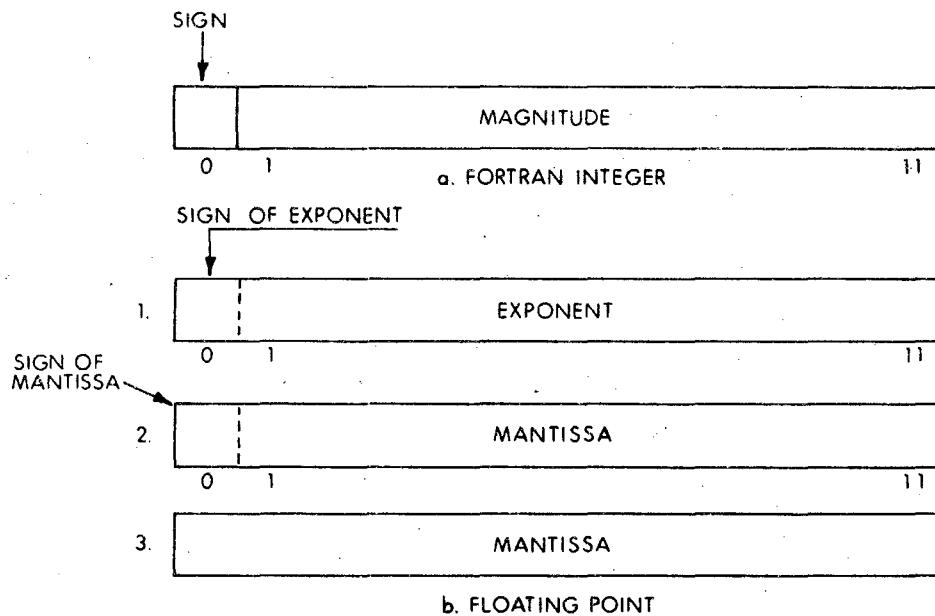 SIGN
MAGNITUDE
0 1 11
a. FORTRAN INTEGER
SIGN OF EXPONENT
1. EXPONENT
0 1 11
SIGN OF
MANTISSA
2. MANTISSA
0 1 11
3. MANTISSA
b. FLOATING POINT